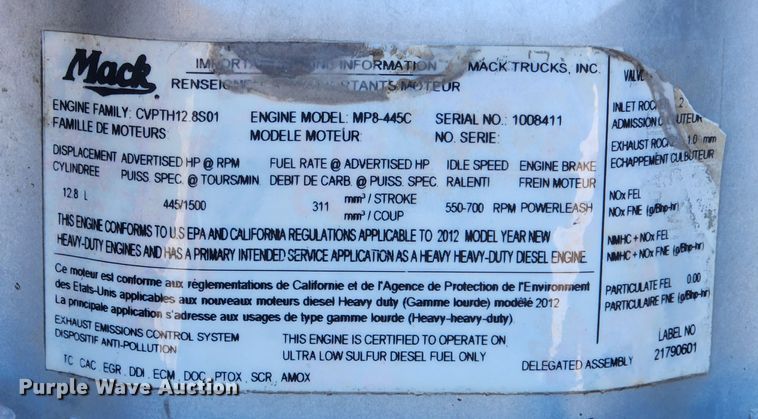 Mack
IMPORTANT ENGINE INFORMATION MACK TRUCKS, INC.
RENSEIGNEMENTS IMPORTANTS MOTEUR
ENGINE FAMILY: CVPTH12.8S01 ENGINE MODEL: MP8-445C SERIAL NO.: 1008411
FAMILLE DE MOTEURS: MODELE MOTEUR: NO. SERIE:
DISPLACEMENT ADVERTISED HP @ RPM FUEL RATE @ ADVERTISED HP IDLE SPEED ENGINE BRAKE
CYLINDREE PUISS. SPEC. @ TOURS/MIN DEBIT DE CARB. @ PUISS. SPEC. RALENTI FREIN MOTEUR
12.8 L 445/1500 311 mm³ / STROKE 550-700 RPM POWERLEASH
mm³ / COUP
THIS ENGINE CONFORMS TO U.S EPA AND CALIFORNIA REGULATIONS APPLICABLE TO 2012 MODEL YEAR NEW
HEAVY-DUTY ENGINES AND HAS A PRIMARY INTENDED SERVICE APPLICATION AS A HEAVY HEAVY-DUTY DIESEL ENGINE
Ce moteur est conforme aux réglementations de Californie et de l'Agence de Protection de l'Environment
des Etats-Unis applicables aux nouveaux moteurs diesel Heavy duty (Gamme lourde) modèlé 2012
La principale application s'adresse aux usages de type gamme lourde (Heavy-heavy-duty).
EXHAUST EMISSIONS CONTROL SYSTEM THIS ENGINE IS CERTIFIED TO OPERATE ON
DISPOSITIF ANTI-POLLUTION ULTRA LOW SULFUR DIESEL FUEL ONLY DELEGATED ASSEMBLY
TC, CAC, EGR, DDI, ECM, DOC, PTOX, SCR, AMOX
INLET
ADMISSION
EXHAUST mm
ECHAPPEMENT CULBUTEUR
NOx FEL
NOx FNE (g/Bhp-hr)
NMHC + NOx FEL
NMHC + NOx FNE (g/Bhp-hr)
PARTICULATE FEL 0.00
PARTICULAIRE FNE (g/Bhp-hr)
LABEL NO
21790601
Purple Wave Auction